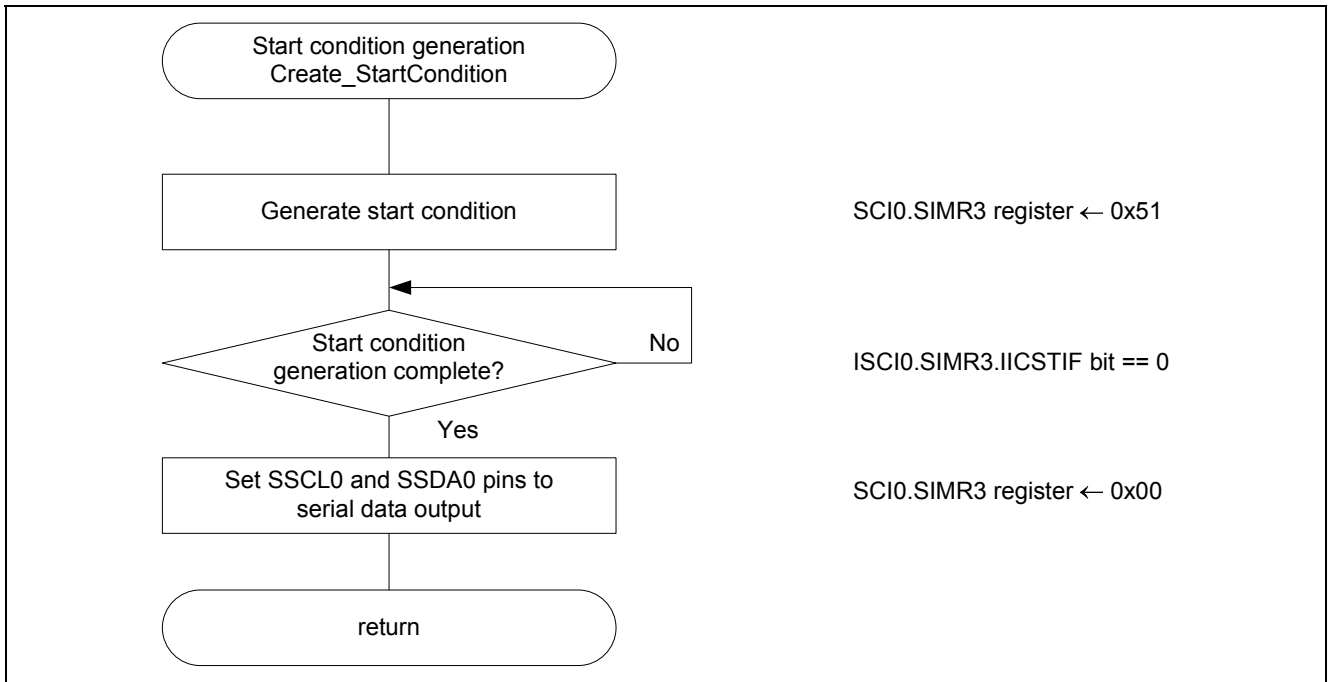 Start condition generation
Create_StartCondition
Generate start condition
SCI0.SIMR3 register ← 0x51
Start condition
generation complete?
No
ISCI0.SIMR3.IICSTIF bit == 0
Yes
Set SSCL0 and SSDA0 pins to
serial data output
SCI0.SIMR3 register ← 0x00
return